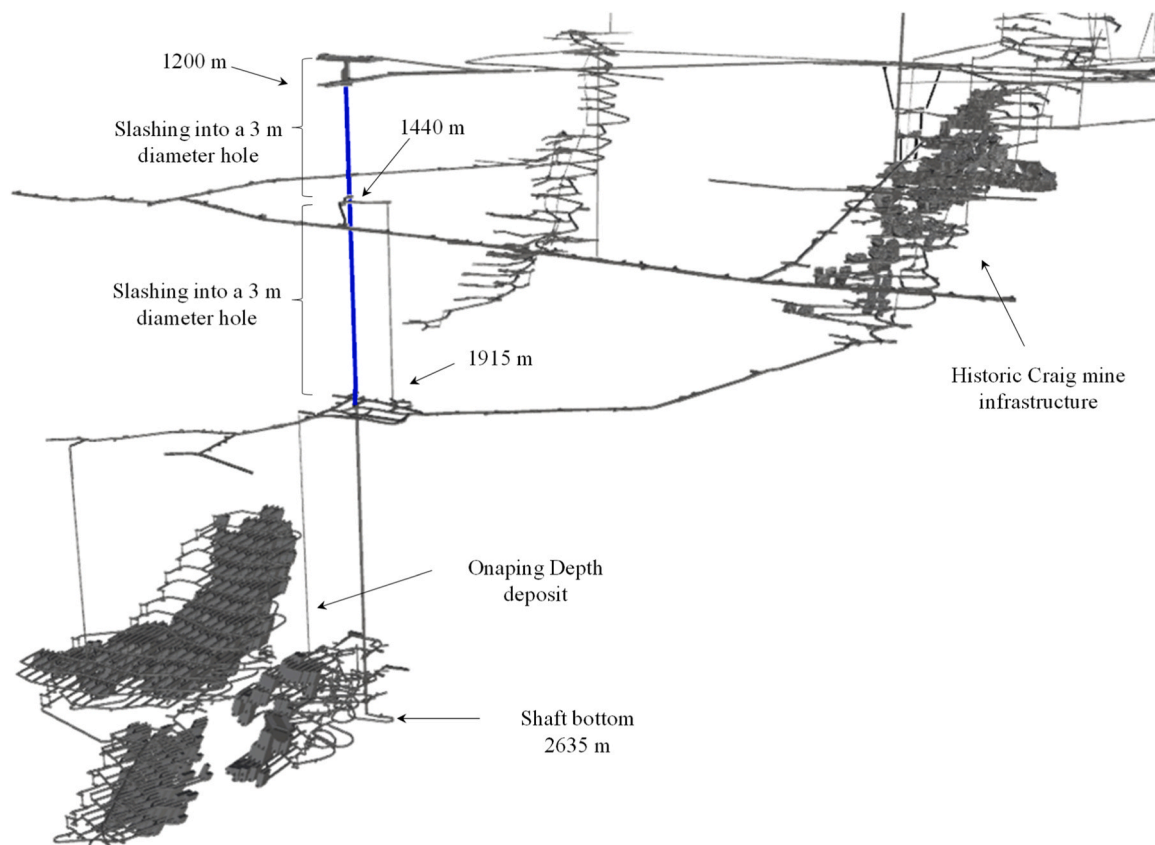 1200 m
Slashing into a 3 m
diameter hole
1440 m
Slashing into a 3 m
diameter hole
1915 m
Historic Craig mine
infrastructure
Onaping Depth
deposit
Shaft bottom
2635 m